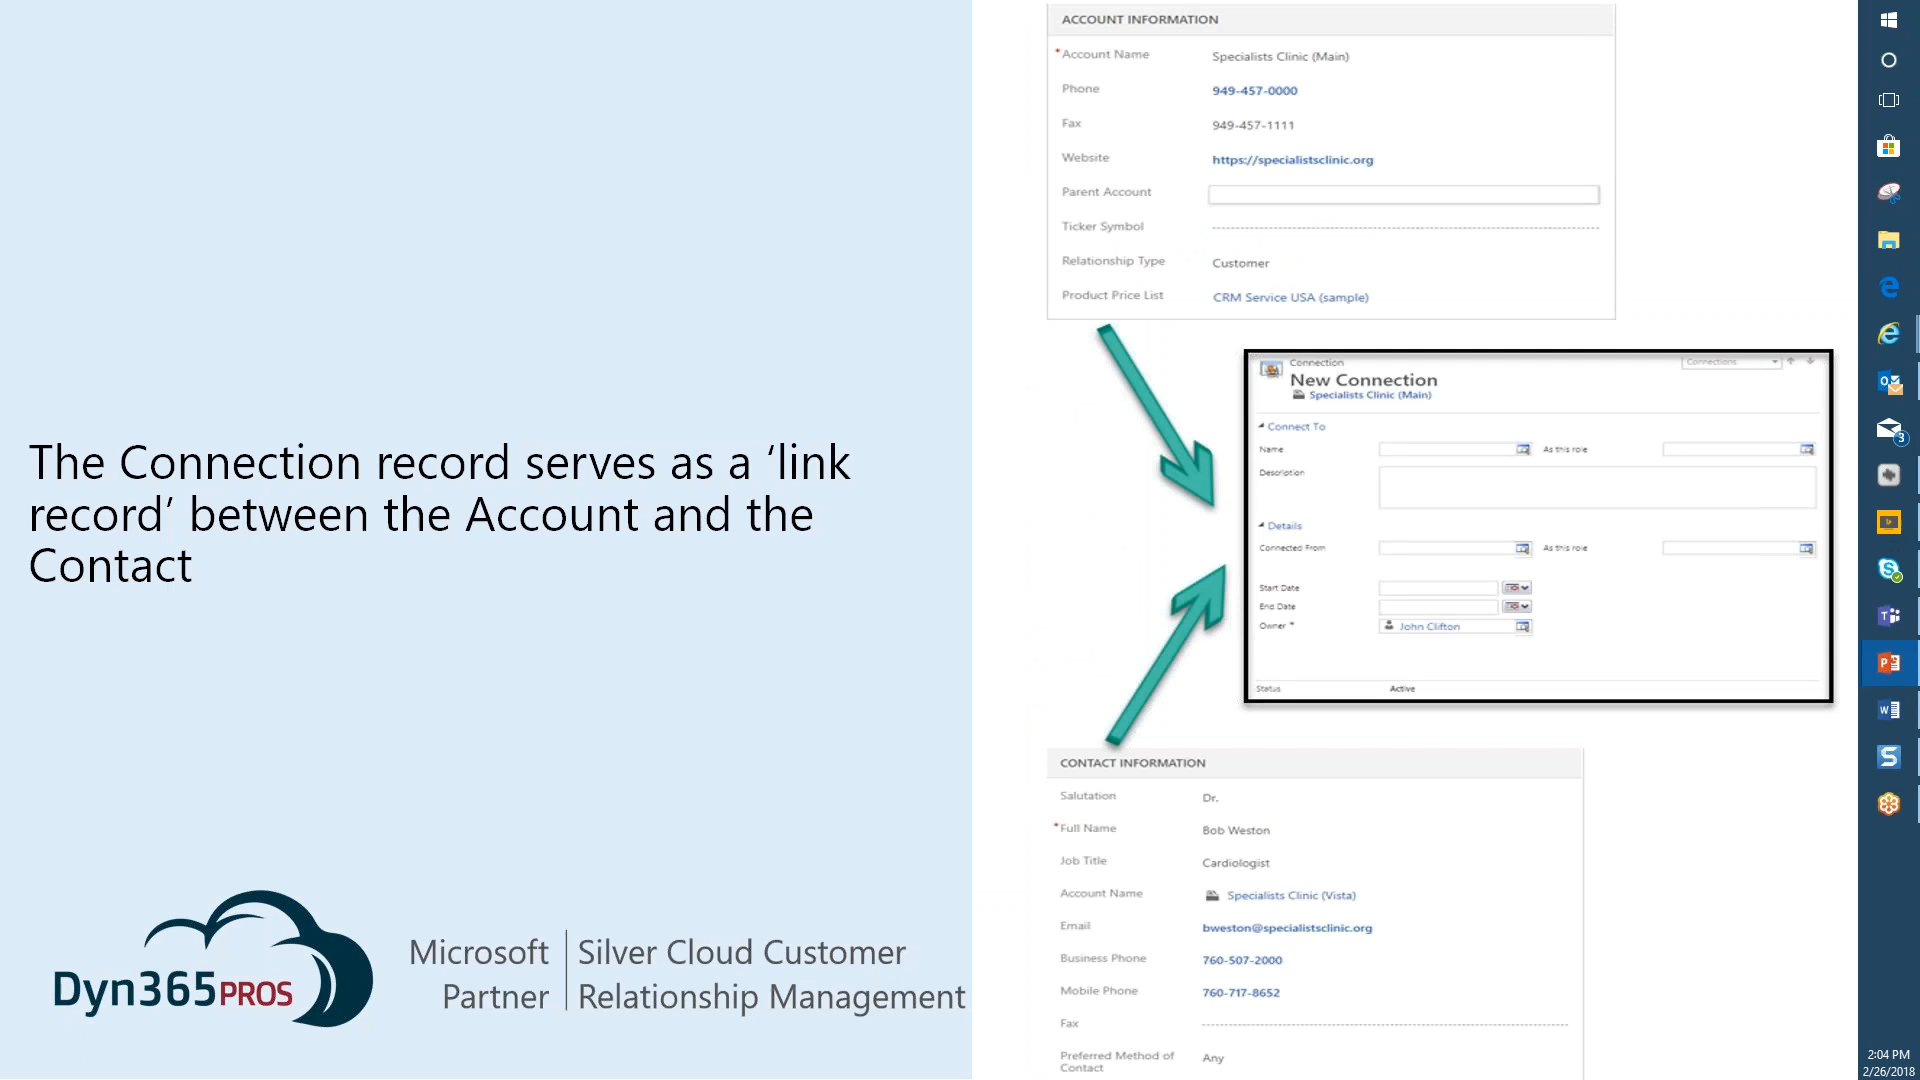 The Connection record serves as a ‘link
record’ between the Account and the
Contact
Dyn365PROS
Microsoft
Partner
Silver Cloud Customer
Relationship Management
ACCOUNT INFORMATION
*Account Name Specialists Clinic (Main)
Phone 949-457-0000
Fax 949-457-1111
Website https://specialistsclinic.org
Parent Account
Ticker Symbol
Relationship Type Customer
Product Price List CRM Service USA (sample)
Connection Connections
New Connection
Specialists Clinic (Main)
Connect To
Name As this role
Description
Details
Connected From As this role
Start Date
End Date
Owner * John Clifton
Status Active
CONTACT INFORMATION
Salutation Dr.
*Full Name Bob Weston
Job Title Cardiologist
Account Name Specialists Clinic (Vista)
Email bweston@specialistsclinic.org
Business Phone 760-507-2000
Mobile Phone 760-717-8652
Fax
Preferred Method of Any
Contact
3
2:04 PM
2/26/2018